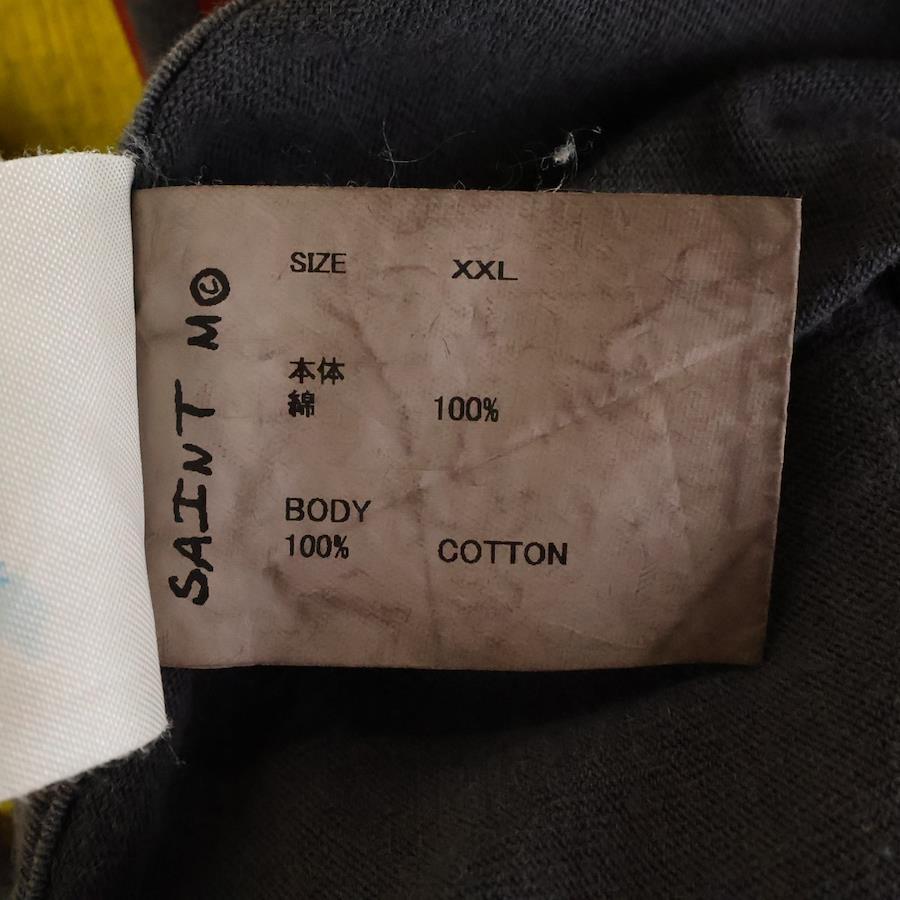 SAINT M©
SIZE XXL
本体
綿 100%
BODY
100% COTTON